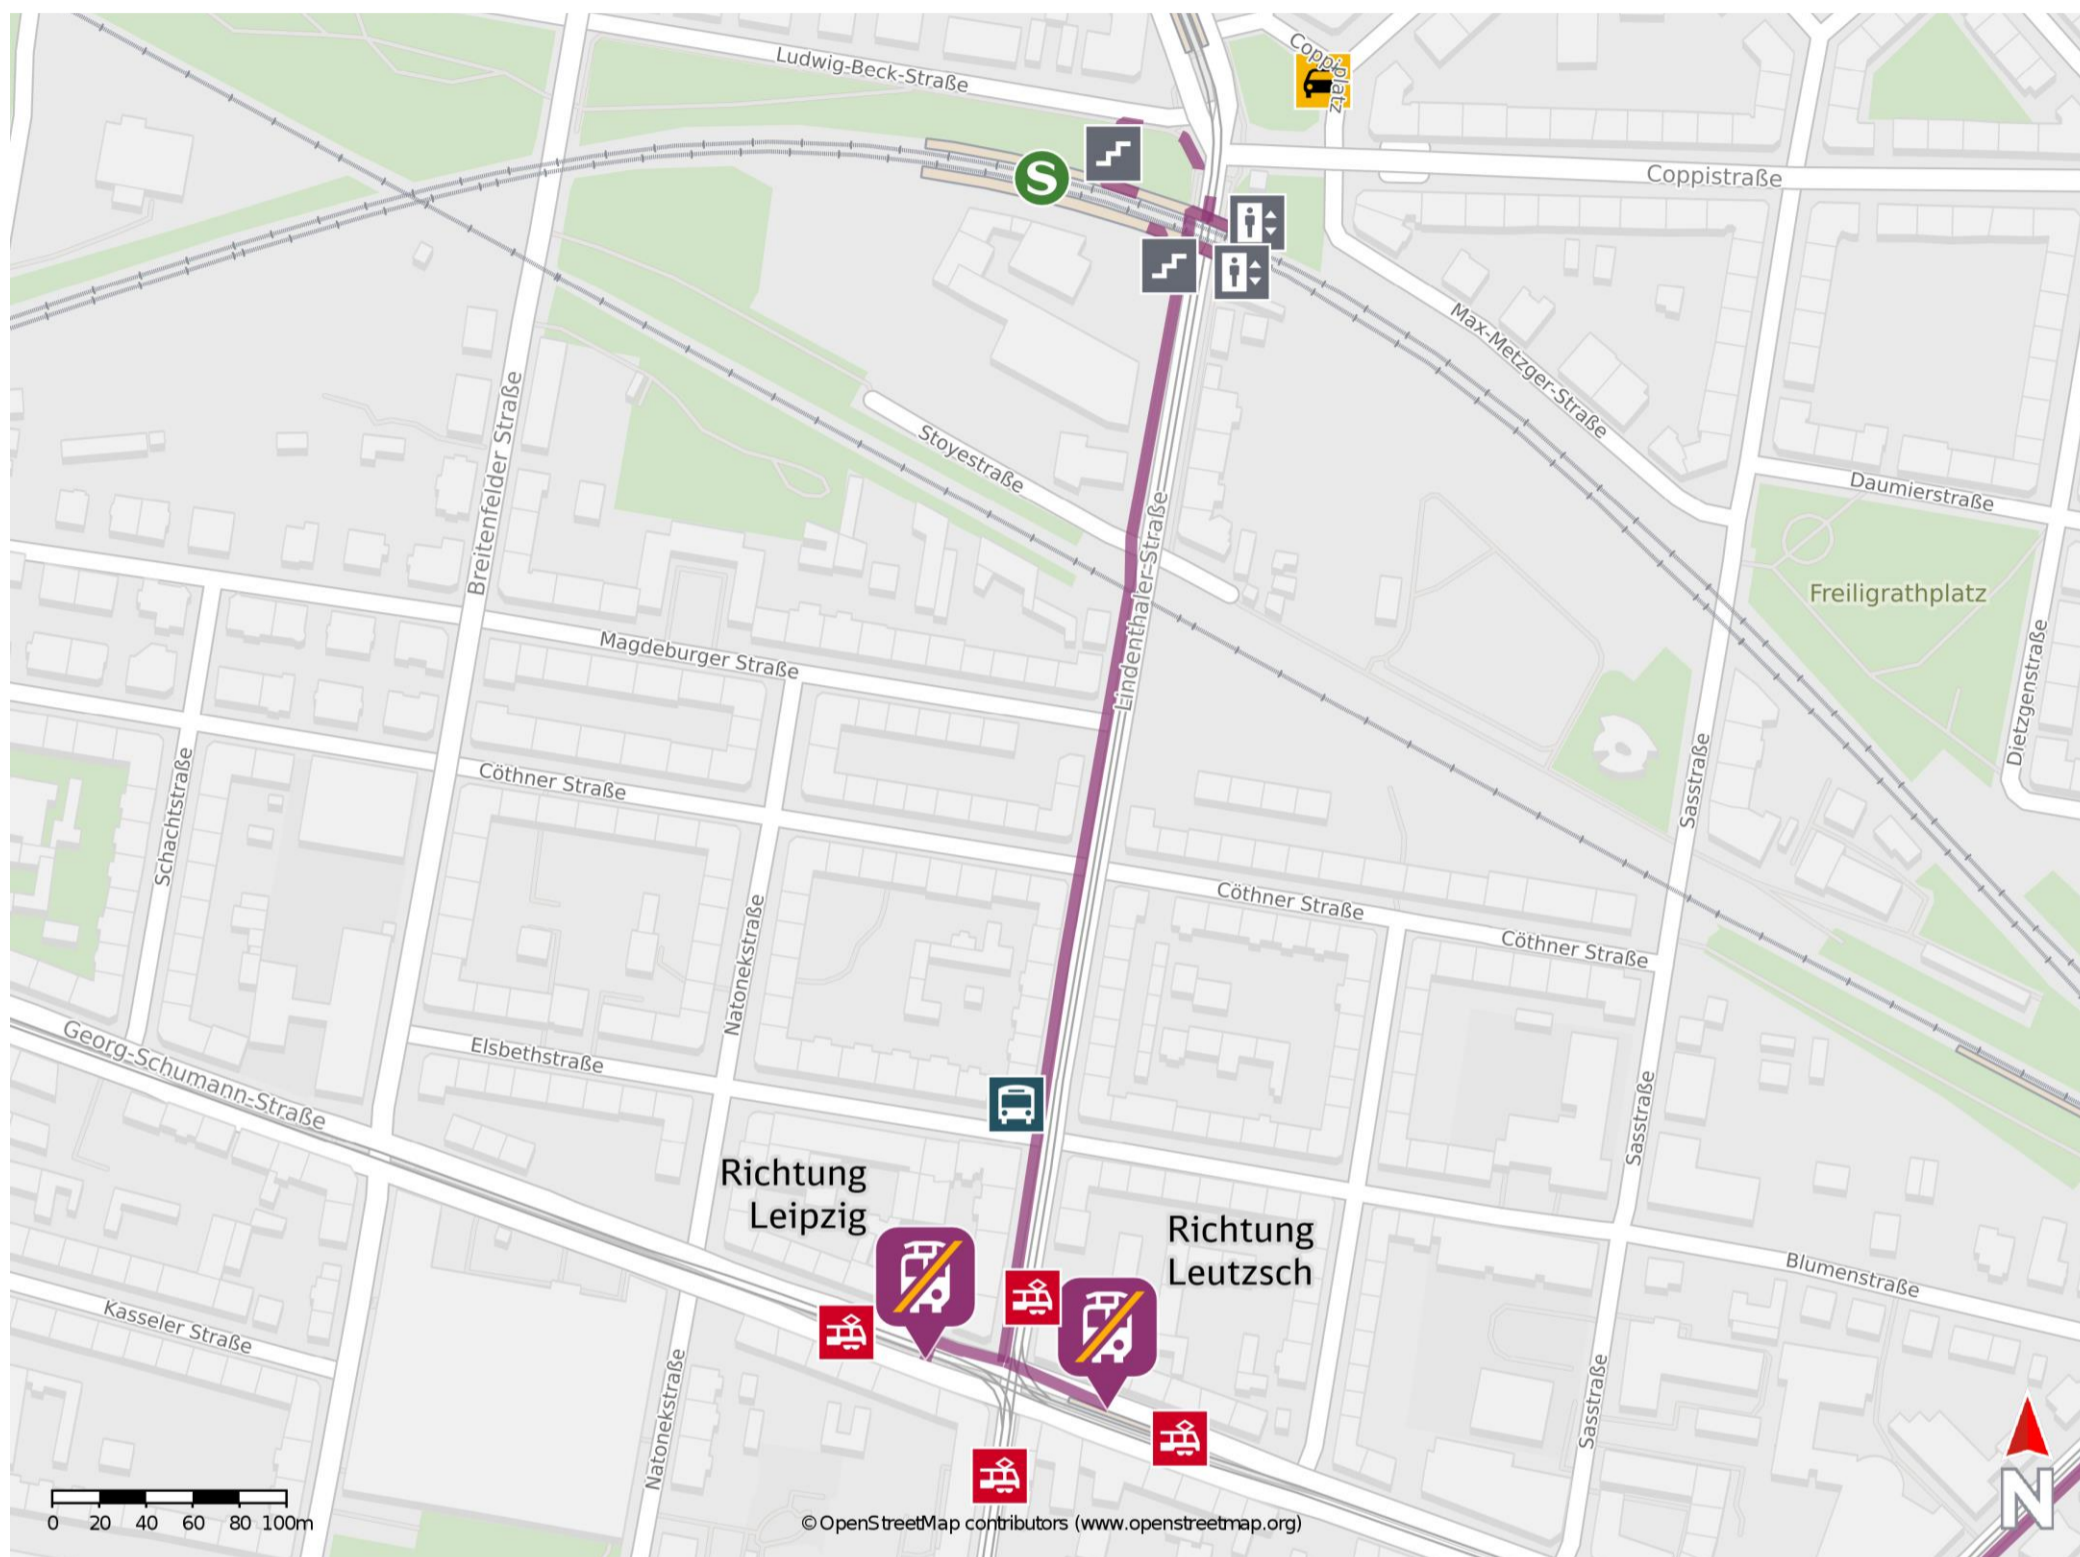 Ludwig-Beck-Straße
Coppiplatz
S
Coppistraße
Max-Metzger-Straße
Breitenfelder Straße
Stoyestraße
Lindenthaler-Straße
Daumierstraße
Freiligrathplatz
Dietzgenstraße
Magdeburger Straße
Schachtstraße
Cöthner Straße
Sasstraße
Cöthner Straße
Cöthner Straße
Natonekstraße
Georg-Schumann-Straße
Elsbethstraße
Sasstraße
Richtung
Leipzig
Richtung
Leutzsch
Blumenstraße
Kasseler Straße
Natonekstraße
Sasstraße
N
0 20 40 60 80 100m
© OpenStreetMap contributors (www.openstreetmap.org)